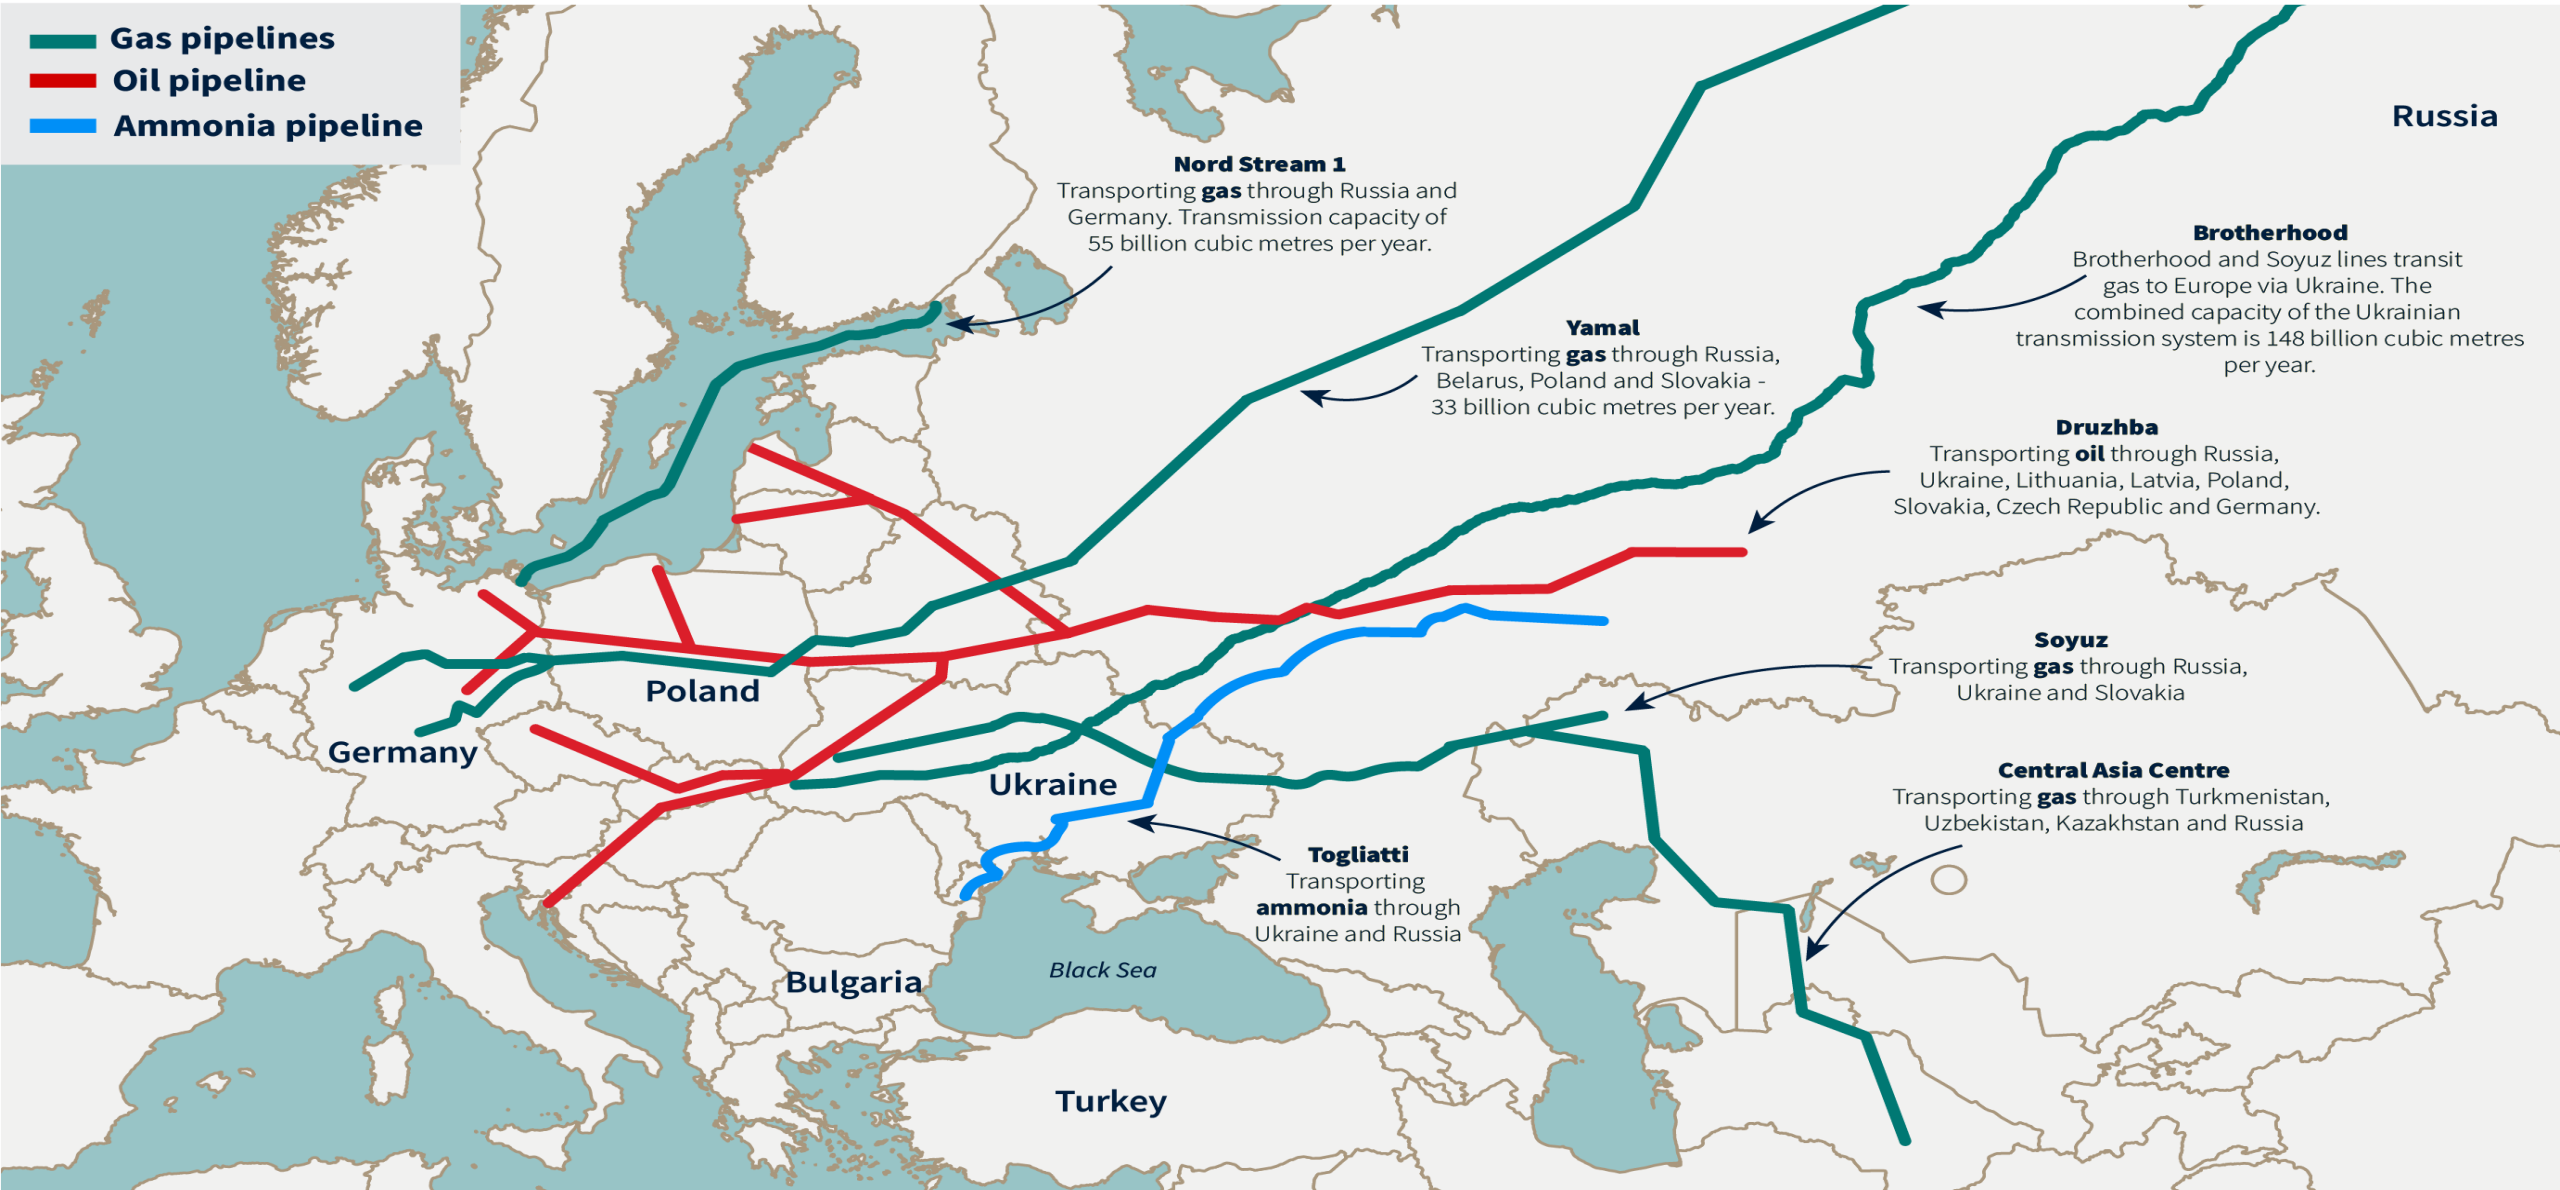 Gas pipelines
Oil pipeline
Ammonia pipeline
Russia
Nord Stream 1
Transporting gas through Russia and
Germany. Transmission capacity of
55 billion cubic metres per year.
Brotherhood
Brotherhood and Soyuz lines transit
gas to Europe via Ukraine. The
combined capacity of the Ukrainian
transmission system is 148 billion cubic metres
per year.
Yamal
Transporting gas through Russia,
Belarus, Poland and Slovakia -
33 billion cubic metres per year.
Druzhba
Transporting oil through Russia,
Ukraine, Lithuania, Latvia, Poland,
Slovakia, Czech Republic and Germany.
Soyuz
Transporting gas through Russia,
Ukraine and Slovakia
Poland
Germany
Ukraine
Central Asia Centre
Transporting gas through Turkmenistan,
Uzbekistan, Kazakhstan and Russia
Togliatti
Transporting
ammonia through
Ukraine and Russia
Black Sea
Bulgaria
Turkey